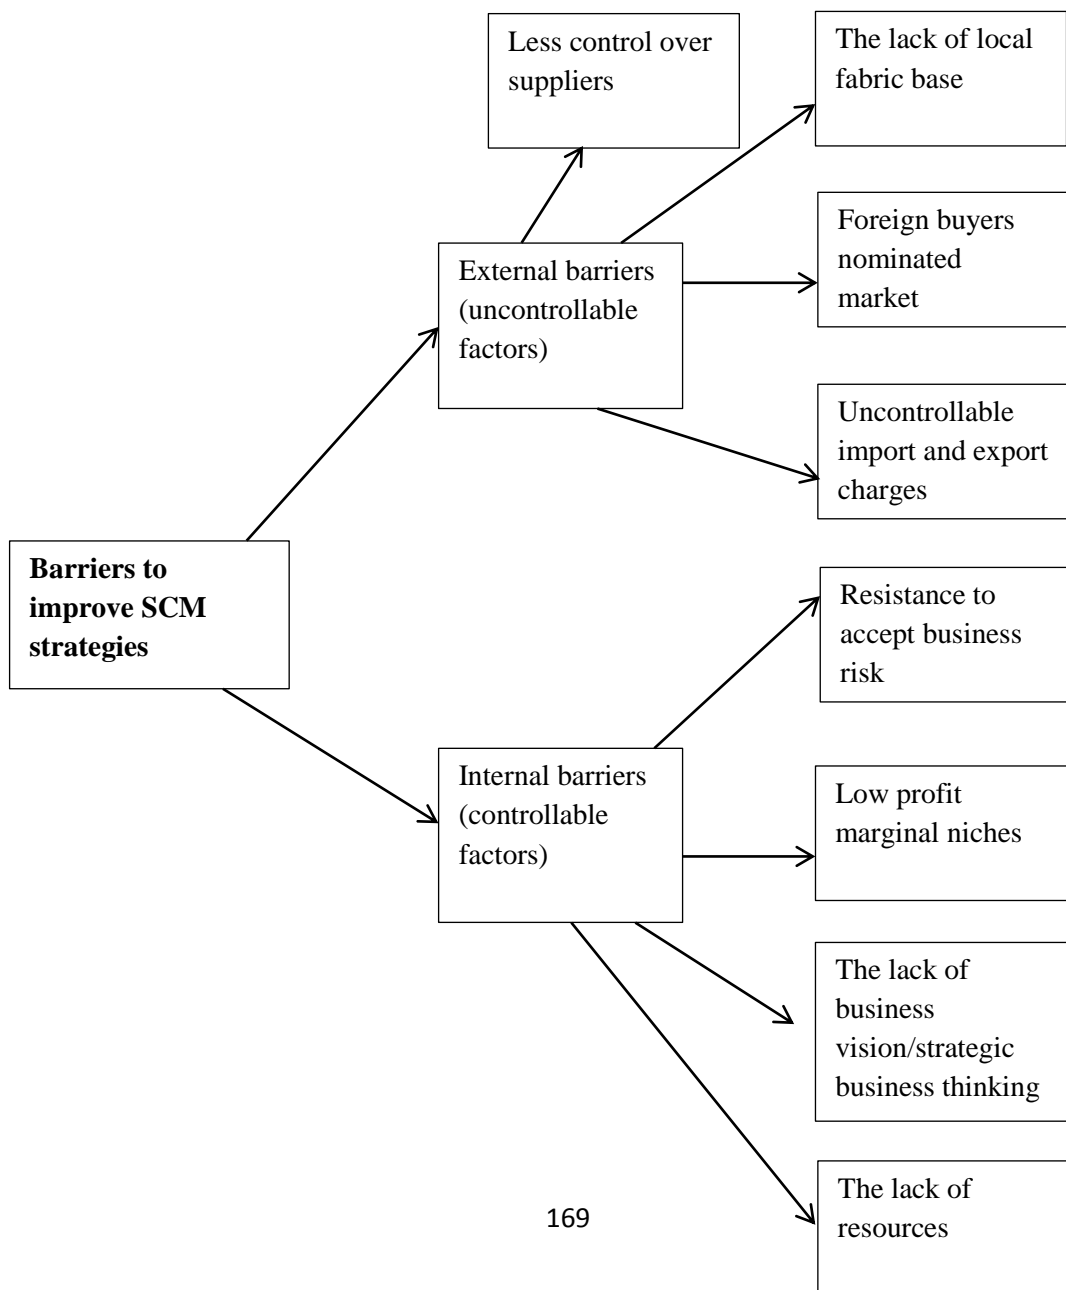 Less control over
suppliers
The lack of local
fabric base
External barriers
(uncontrollable
factors)
Foreign buyers
nominated
market
Uncontrollable
import and export
charges
Barriers to
improve SCM
strategies
Resistance to
accept business
risk
Internal barriers
(controllable
factors)
Low profit
marginal niches
The lack of
business
vision/strategic
business thinking
The lack of
resources
169